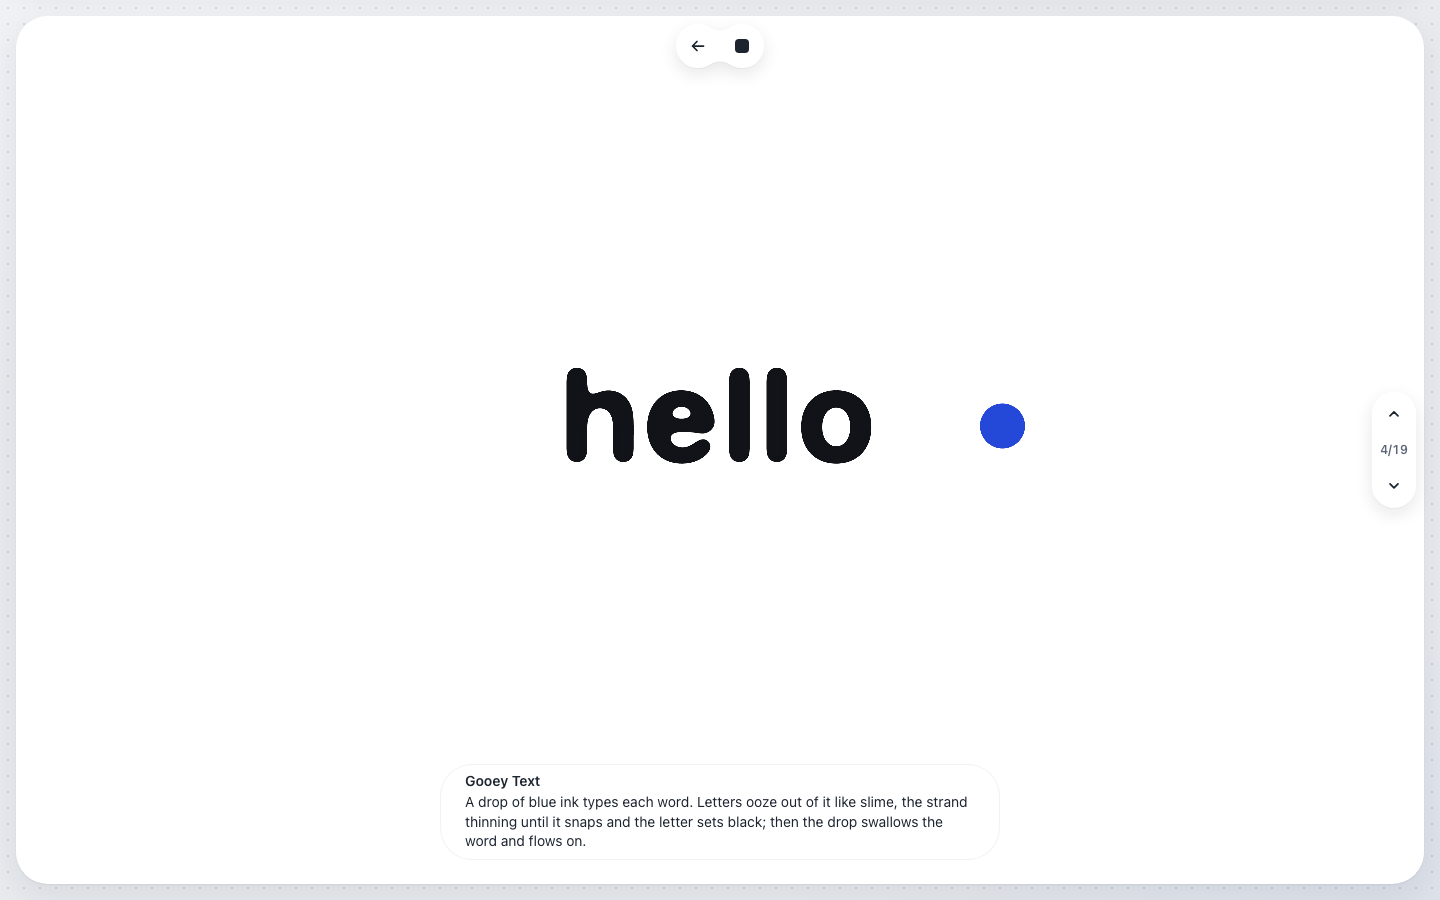 hello
4/19
Gooey Text
A drop of blue ink types each word. Letters ooze out of it like slime, the strand
thinning until it snaps and the letter sets black; then the drop swallows the
word and flows on.